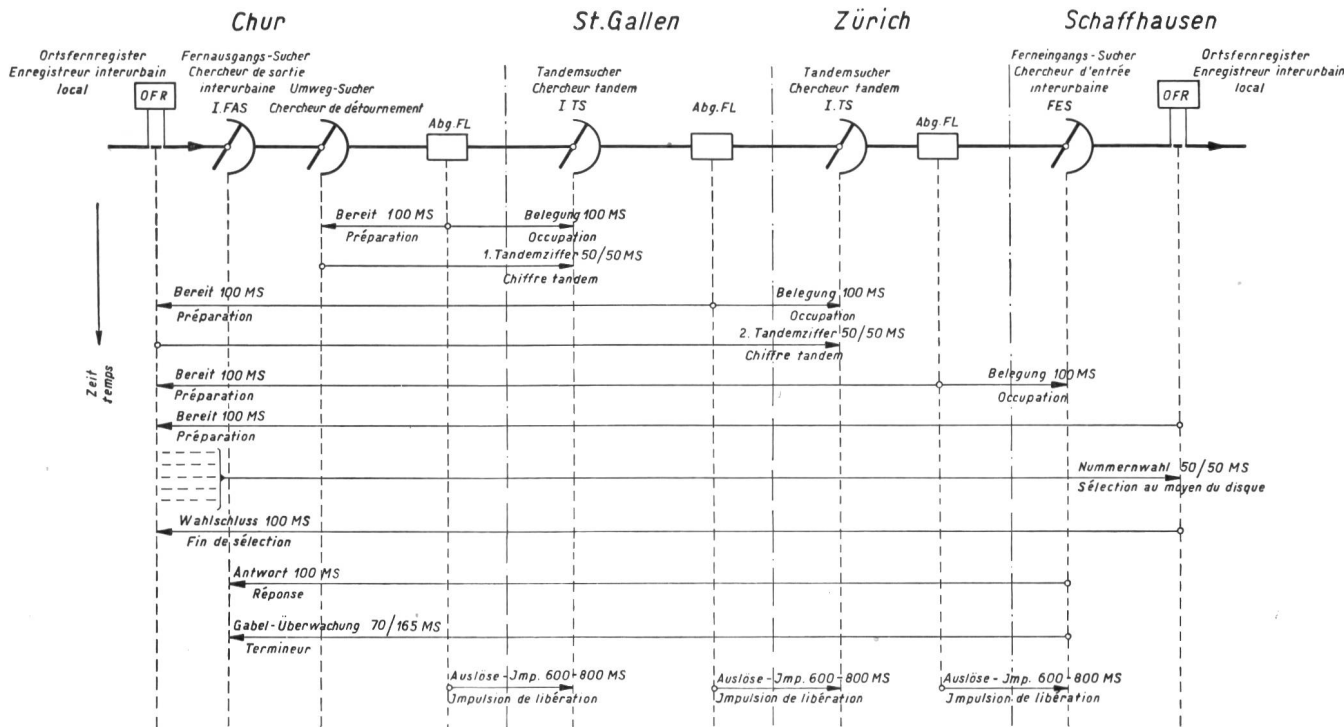 Chur
St.Gallen
Zürich
Schaffhausen
Ortsfernregister
Enregistreur interurbain
local
OFR
Fernausgangs-Sucher
Chercheur de sortie
interurbaine
I.FAS
Umweg-Sucher
Chercheur de détournement
Abg.FL
Tandemsucher
Chercheur tandem
I.TS
Abg.FL
Tandemsucher
Chercheur tandem
I.TS
Abg.FL
Ferneingangs-Sucher
Chercheur d'entrée
interurbaine
FES
Ortsfernregister
Enregistreur interurbain
local
OFR
Zeit
temps
Bereit 100 MS
Préparation
Belegung 100 MS
Occupation
1. Tandemziffer 50/50 MS
Chiffre tandem
Bereit 100 MS
Préparation
Belegung 100 MS
Occupation
2. Tandemziffer 50/50 MS
Chiffre tandem
Bereit 100 MS
Préparation
Belegung 100 MS
Occupation
Bereit 100 MS
Préparation
Nummernwahl 50/50 MS
Sélection au moyen du disque
Wahlschluss 100 MS
Fin de sélection
Antwort 100 MS
Réponse
Gabel-Überwachung 70/165 MS
Termineur
Auslöse-Jmp. 600-800 MS
Jmpulsion de libération
Auslöse-Jmp. 600-800 MS
Jmpulsion de libération
Auslöse-Jmp. 600-800 MS
Jmpulsion de libération